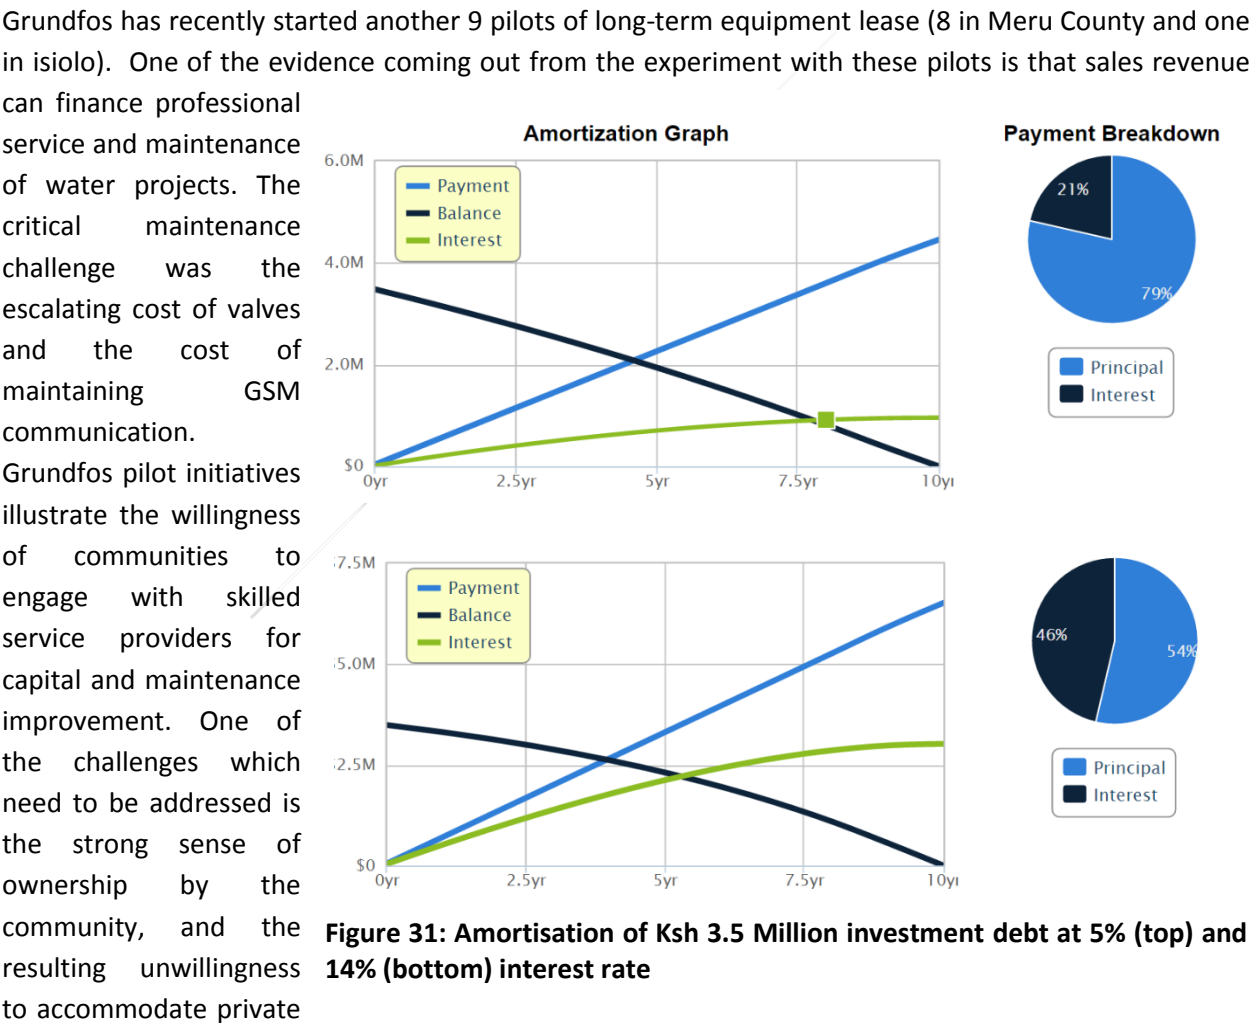 Grundfos has recently started another 9 pilots of long-term equipment lease (8 in Meru County and one
in isiolo). One of the evidence coming out from the experiment with these pilots is that sales revenue
can finance professional
service and maintenance
of water projects. The
critical maintenance
challenge was the
escalating cost of valves
and the cost of
maintaining GSM
communication.
Grundfos pilot initiatives
illustrate the willingness
of communities to
engage with skilled
service providers for
capital and maintenance
improvement. One of
the challenges which
need to be addressed is
the strong sense of
ownership by the
community, and the
resulting unwillingness
to accommodate private
Amortization Graph
6.0M
4.0M
2.0M
$0
Payment
Balance
Interest
0yr 2.5yr 5yr 7.5yr 10yr
Payment Breakdown
21%
79%
Principal
Interest
7.5M
5.0M
2.5M
$0
Payment
Balance
Interest
0yr 2.5yr 5yr 7.5yr 10yr
46%
54%
Principal
Interest
Figure 31: Amortisation of Ksh 3.5 Million investment debt at 5% (top) and
14% (bottom) interest rate